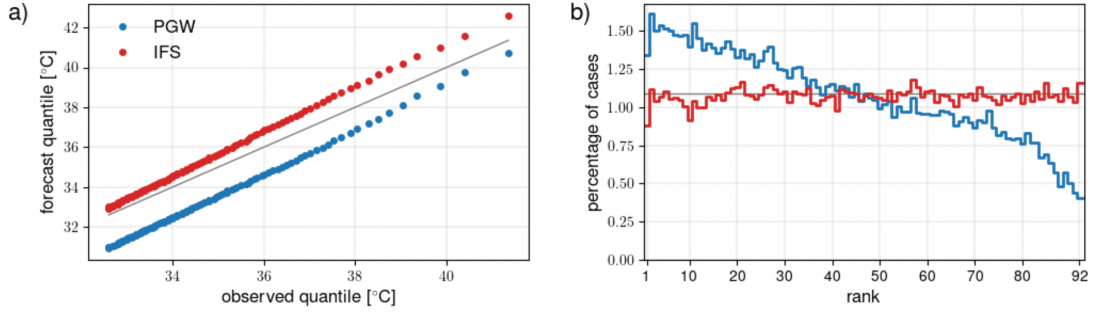 a)
PGW
IFS
forecast quantile [°C]
42
40
38
36
34
32
34 36 38 40
observed quantile [°C]
b)
percentage of cases
1.50
1.25
1.00
0.75
0.50
0.25
0.00
1 10 20 30 40 50 60 70 80 92
rank